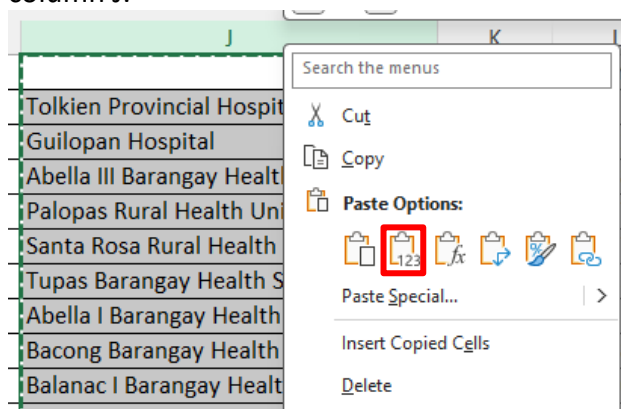 column J.
J
K
L
Search the menus
Tolkien Provincial Hospit
Cut
Guilopan Hospital
Copy
Abella III Barangay Healt
Paste Options:
Palopas Rural Health Uni
Santa Rosa Rural Health
123 fx %
Tupas Barangay Health S
Paste Special...
Abella I Barangay Health
Insert Copied Cells
Bacong Barangay Health
Balanac I Barangay Healt
Delete